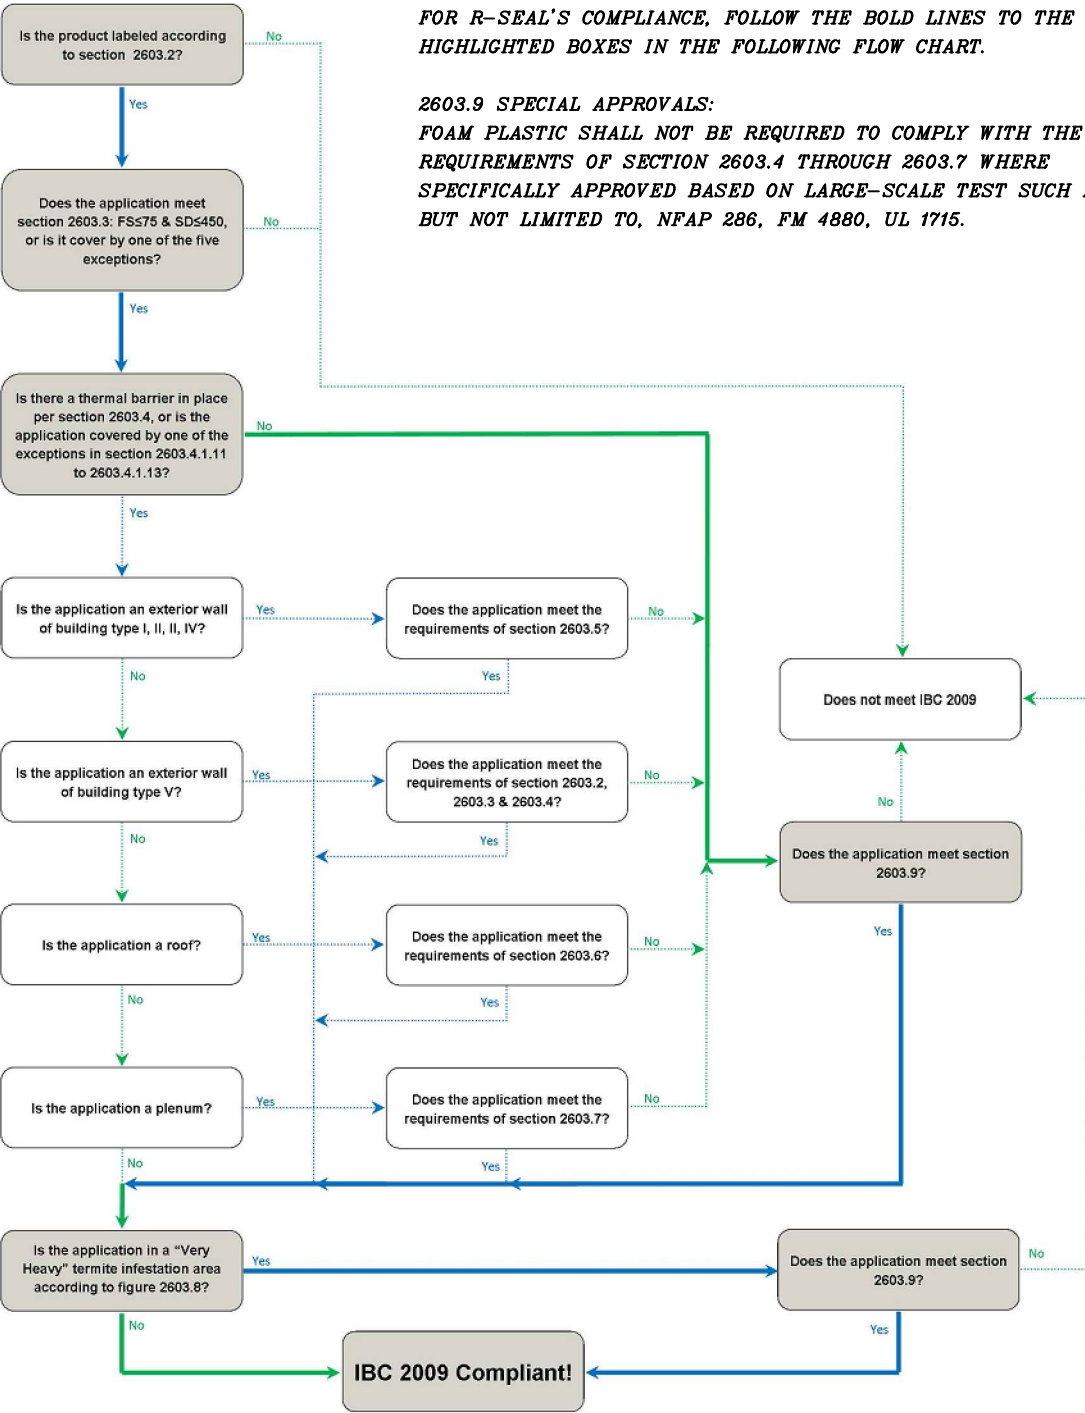 FOR R-SEAL'S COMPLIANCE, FOLLOW THE BOLD LINES TO THE
HIGHLIGHTED BOXES IN THE FOLLOWING FLOW CHART.
2603.9 SPECIAL APPROVALS:
FOAM PLASTIC SHALL NOT BE REQUIRED TO COMPLY WITH THE
REQUIREMENTS OF SECTION 2603.4 THROUGH 2603.7 WHERE
SPECIFICALLY APPROVED BASED ON LARGE-SCALE TEST SUCH
BUT NOT LIMITED TO, NFAP 286, FM 4880, UL 1715.
Is the product labeled according
to section 2603.2?
No
Yes
Does the application meet
section 2603.3: FS≤75 & SD≤450,
or is it cover by one of the five
exceptions?
No
Yes
Is there a thermal barrier in place
per section 2603.4, or is the
application covered by one of the
exceptions in section 2603.4.1.11
to 2603.4.1.13?
No
Yes
Is the application an exterior wall
of building type I, II, II, IV?
Yes
Does the application meet the
requirements of section 2603.5?
No
Yes
No
Does not meet IBC 2009
Is the application an exterior wall
of building type V?
Yes
Does the application meet the
requirements of section 2603.2,
2603.3 & 2603.4?
No
Yes
No
No
Does the application meet section
2603.9?
Yes
Is the application a roof?
Yes
Does the application meet the
requirements of section 2603.6?
No
Yes
No
Is the application a plenum?
Yes
Does the application meet the
requirements of section 2603.7?
No
Yes
No
Is the application in a “Very
Heavy” termite infestation area
according to figure 2603.8?
Yes
Does the application meet section
2603.9?
No
Yes
No
IBC 2009 Compliant!